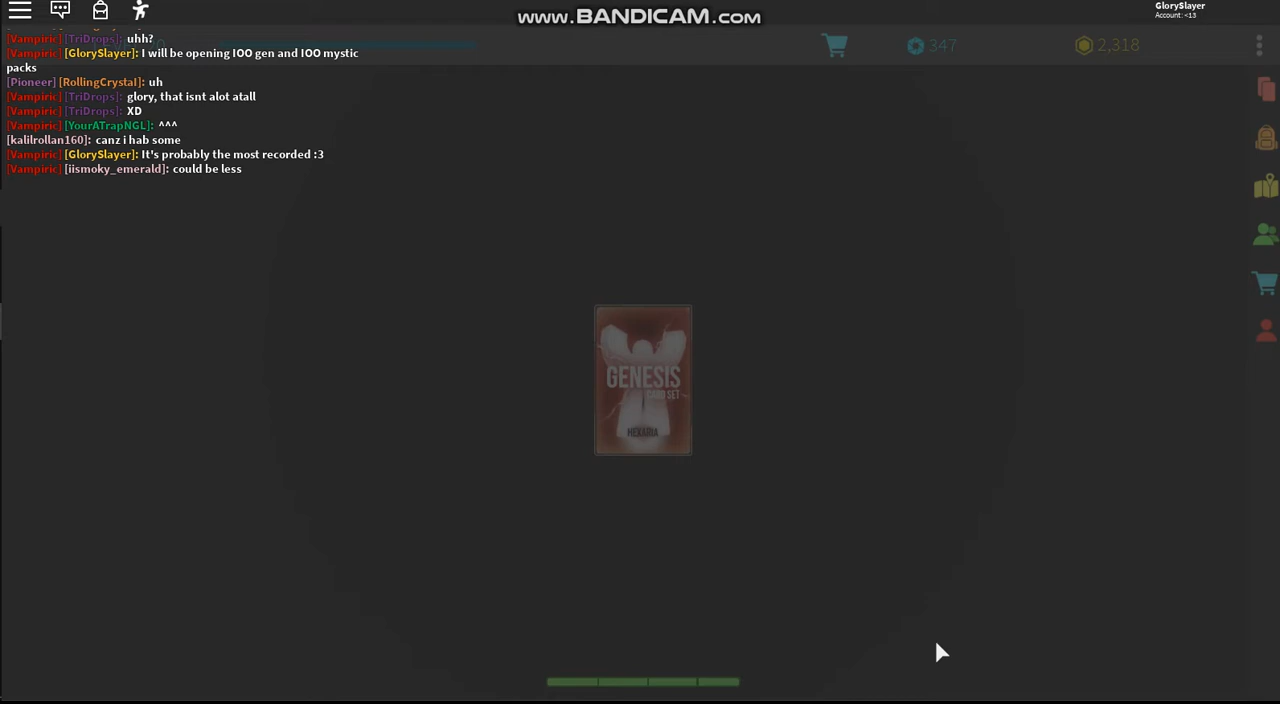 www.BANDICAM.com
GlorySlayer
Account: <13
[Vampiric] [TriDrops]: uhh?
[Vampiric] [GlorySlayer]: I will be opening IOO gen and IOO mystic
packs
347
2,318
[Pioneer] [RollingCrystal]: uh
[Vampiric] [TriDrops]: glory, that isnt alot atall
[Vampiric] [TriDrops]: XD
[Vampiric] [YourATrapNGL]: ^^^
[kalilrollan160]: canz i hab some
[Vampiric] [GlorySlayer]: It's probably the most recorded :3
[Vampiric] [iismoky_emerald]: could be less
GENESIS
CARD SET
HEXARIA